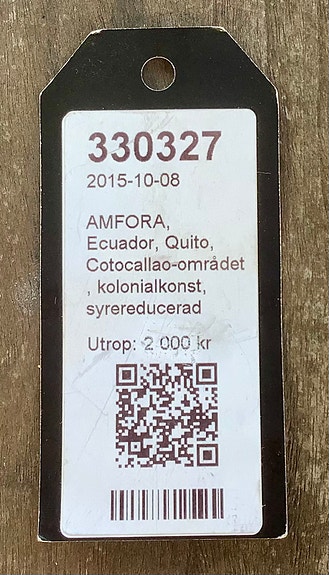 330327
2015-10-08
AMFORA,
Ecuador, Quito,
Cotocallao-området
, kolonialkonst,
syrereducerad
Utrop: 2 000 kr